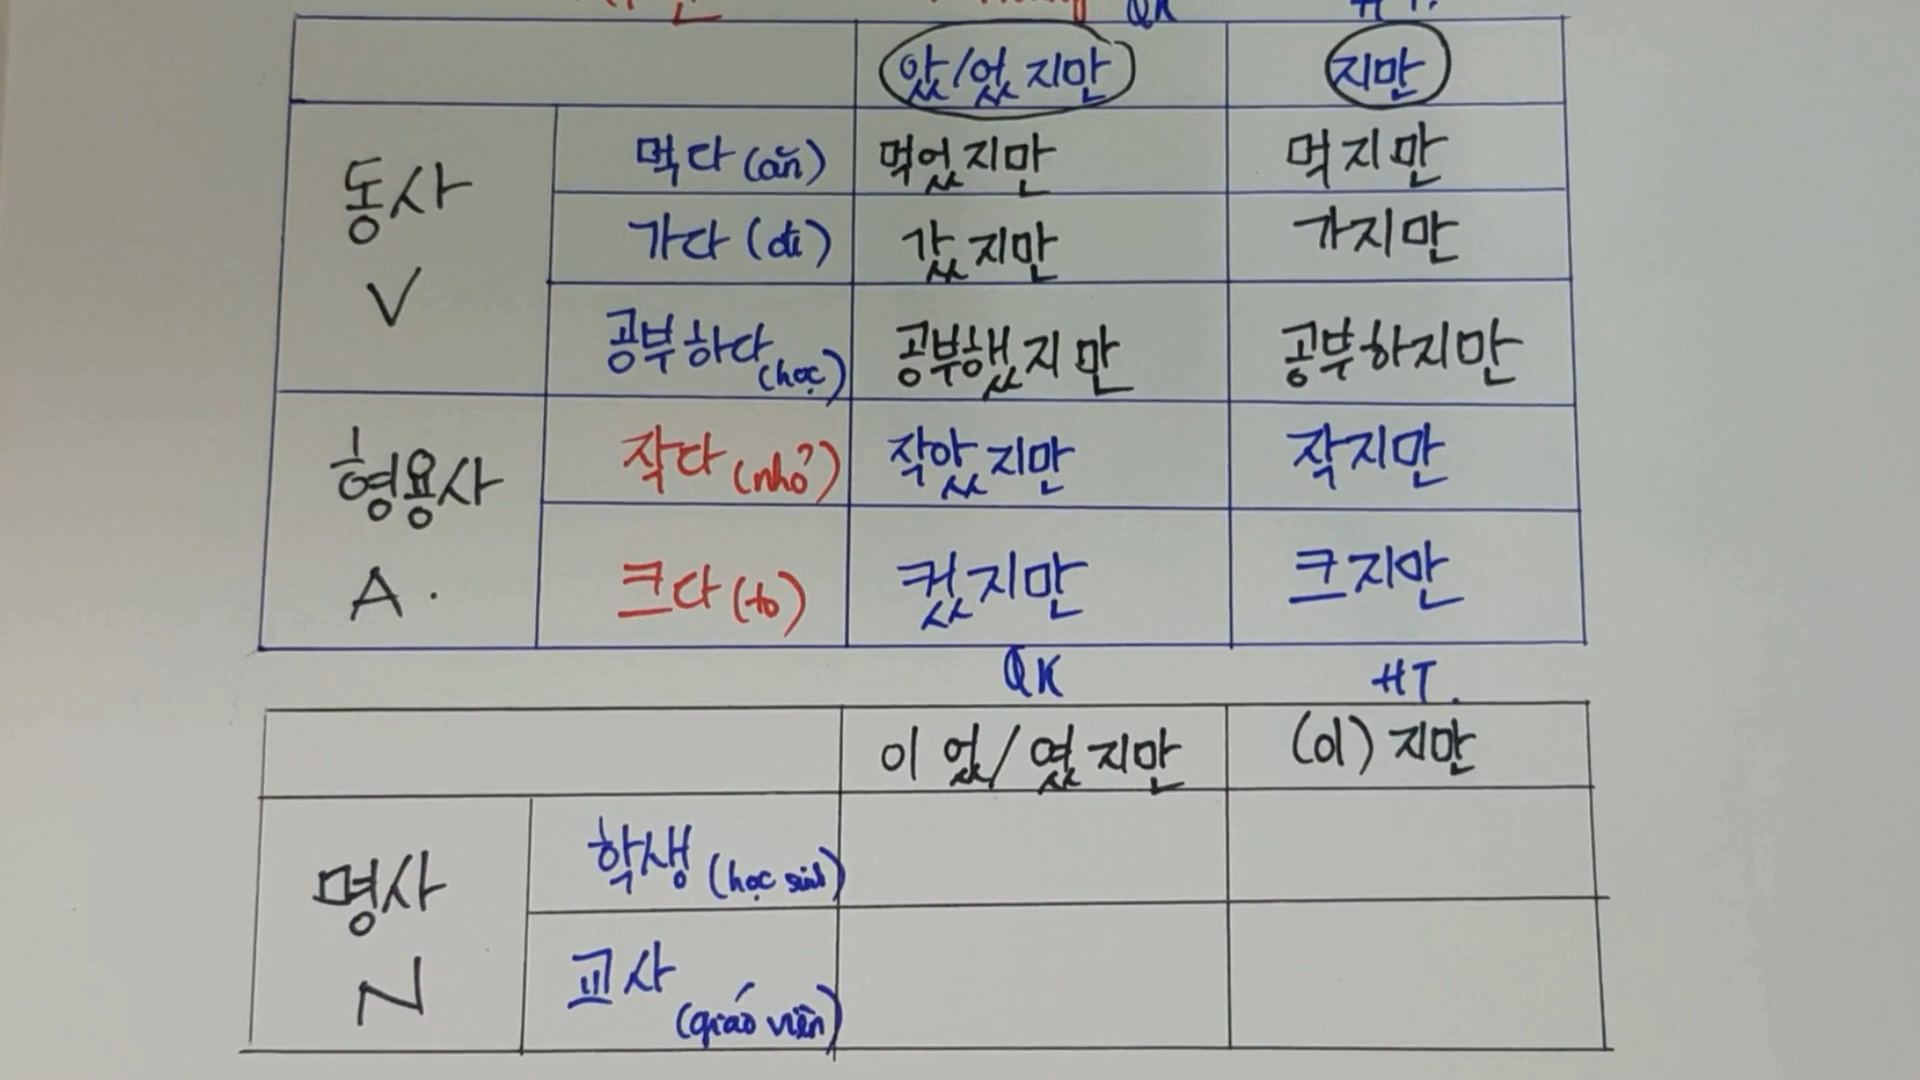 QK HT.
았/었지만 지만
동사 V
먹다 (ăn) 먹었지만 먹지만
가다 (đi) 갔지만 가지만
공부하다 (học) 공부했지만 공부하지만
형용사 A.
작다 (nhỏ) 작았지만 작지만
크다 (to) 컸지만 크지만
QK HT.
이었/였지만 (이)지만
명사 N
학생 (học sinh)
교사 (giáo viên)